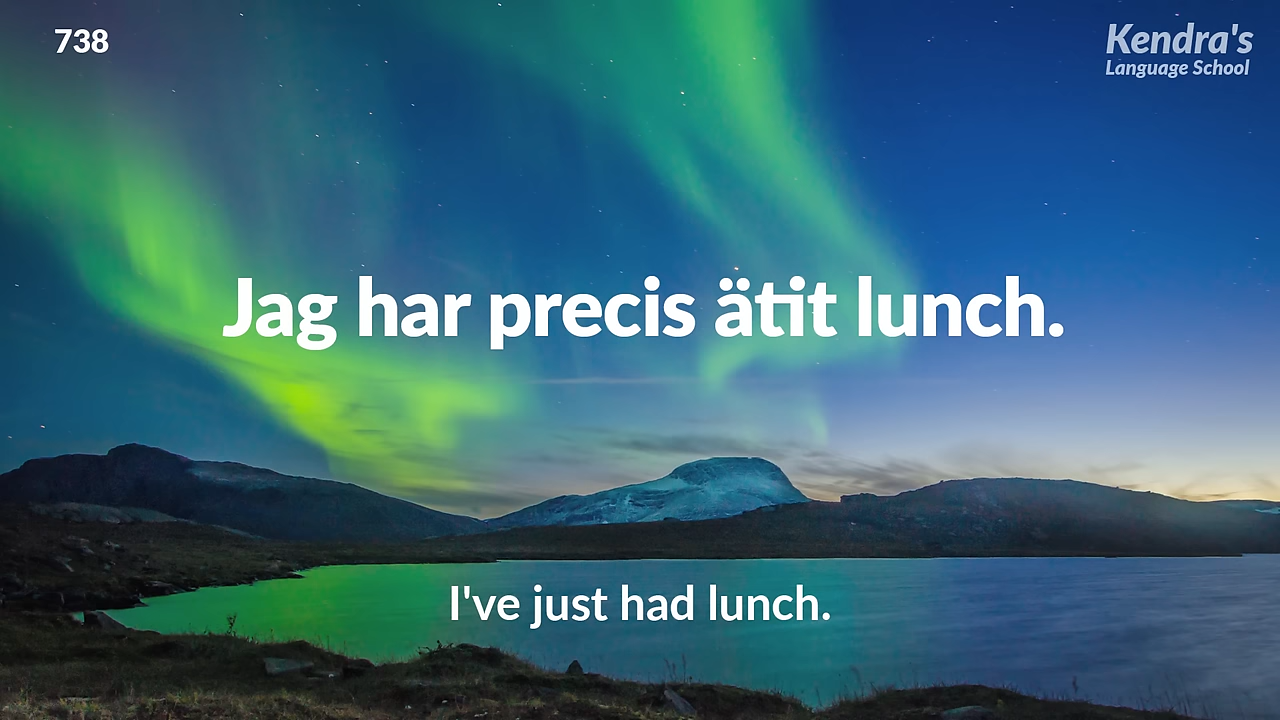 738
Kendra's
Language School
Jag har precis ätit lunch.
I've just had lunch.